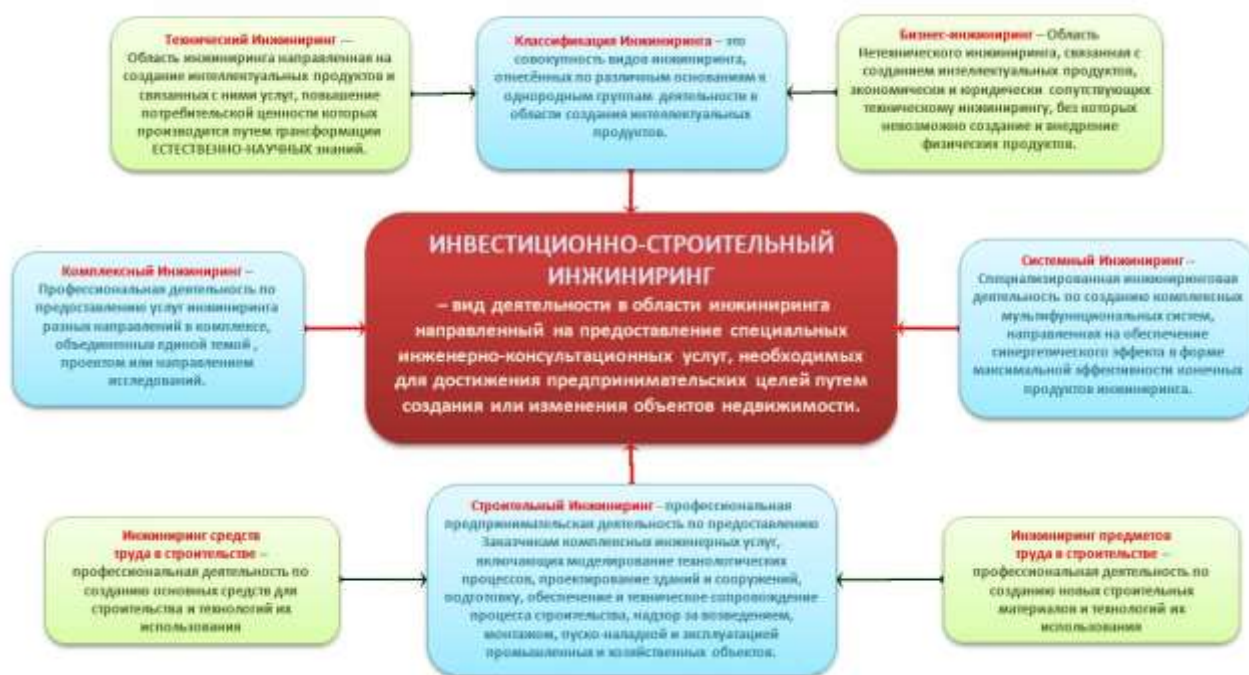 Технический Инжиниринг —
Область инжиниринга направленная на
создание интеллектуальных продуктов и
связанных с ними услуг, повышение
потребительской ценности которых
производится путем трансформации
ЕСТЕСТВЕННО-НАУЧНЫХ знаний.
Классификация Инжиниринга – это
совокупность видов инжиниринга,
отнесённых по различным основаниям к
однородным группам деятельности в
области создания интеллектуальных
продуктов.
Бизнес-инжиниринг – Область
Нетехнического инжиниринга, связанная с
созданием интеллектуальных продуктов,
экономически и юридически сопутствующих
техническому инжинирингу, без которых
невозможно создание и внедрение
физических продуктов.
Комплексный Инжиниринг –
Профессиональная деятельность по
предоставлению услуг инжиниринга
разных направлений в комплексе,
объединенных единой темой ,
проектом или направлением
исследований.
ИНВЕСТИЦИОННО-СТРОИТЕЛЬНЫЙ
ИНЖИНИРИНГ
– вид деятельности в области инжиниринга
направленный на предоставление специальных
инженерно-консультационных услуг, необходимых
для достижения предпринимательских целей путем
создания или изменения объектов недвижимости.
Системный Инжиниринг –
Специализированная инжиниринговая
деятельность по созданию комплексных
мультифункциональных систем,
направленная на обеспечение
синергетического эффекта в форме
максимальной эффективности конечных
продуктов инжиниринга.
Инжиниринг средств
труда в строительстве –
профессиональная деятельность по
созданию основных средств для
строительства и технологий их
использования
Строительный Инжиниринг – профессиональная
предпринимательская деятельность по предоставлению
Заказчикам комплексных инженерных услуг,
включающих моделирование технологических
процессов, проектирование зданий и сооружений,
подготовку, обеспечение и техническое сопровождение
процесса строительства, надзор за возведением,
монтажом, пуско-наладкой и эксплуатацией
промышленных и хозяйственных объектов.
Инжиниринг предметов
труда в строительстве –
профессиональная деятельность по
созданию новых строительных
материалов и технологий их
использования